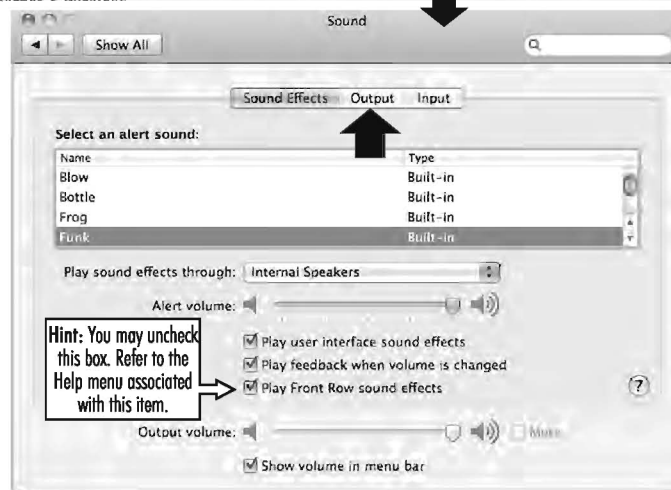 Sound
Show All
Sound Effects Output Input
Select an alert sound:
Name Type
Blow Built-in
Bottle Built-in
Frog Built-in
Funk Built-in
Play sound effects through: Internal Speakers
Alert volume:
Hint: You may uncheck
this box. Refer to the
Help menu associated
with this item.
Play user interface sound effects
Play feedback when volume is changed
Play Front Row sound effects
?
Output volume: Mute
Show volume in menu bar